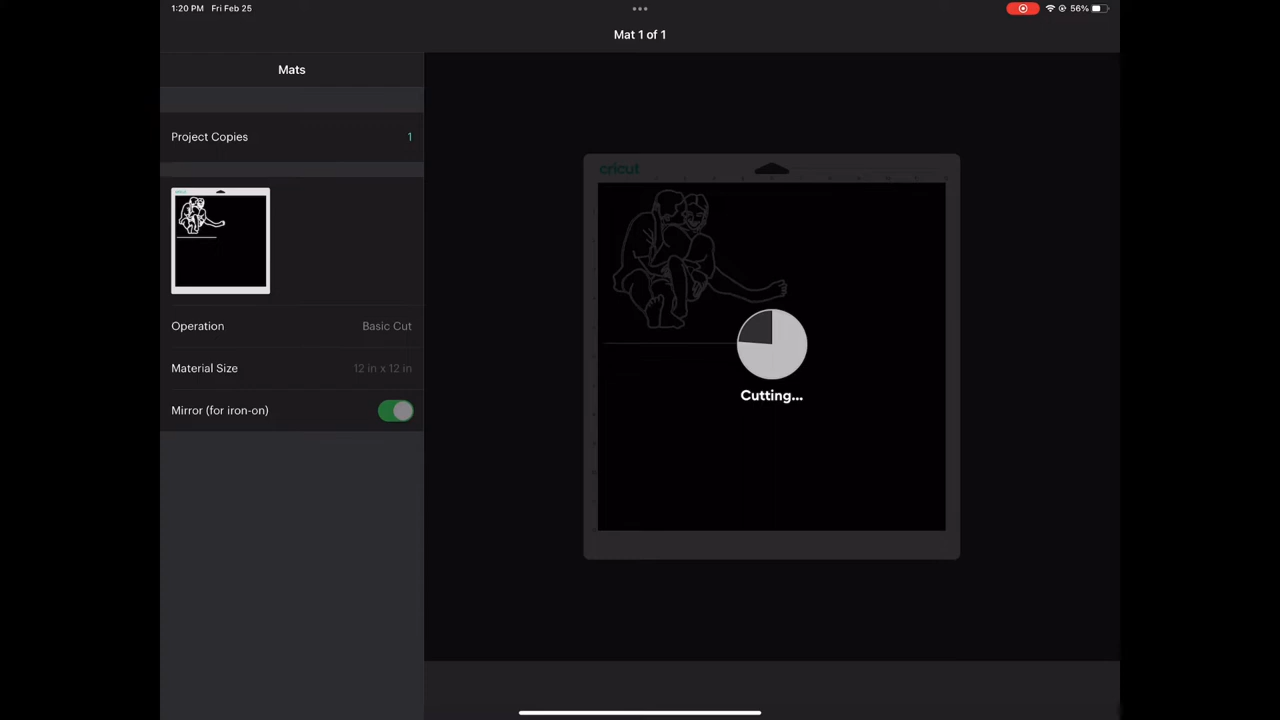 1:20 PM Fri Feb 25
56%
Mat 1 of 1
Mats
Project Copies 1
cricut
Operation Basic Cut
Material Size 12 in x 12 in
Mirror (for iron-on)
cricut
Cutting...